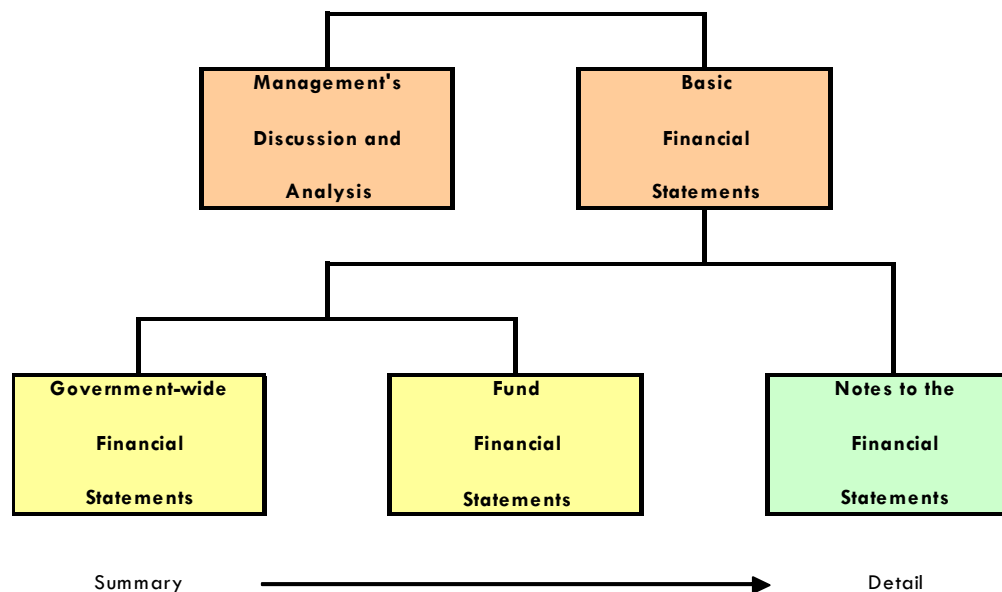 Management's
Discussion and
Analysis
Basic
Financial
Statements
Government-wide
Financial
Statements
Fund
Financial
Statements
Notes to the
Financial
Statements
Summary
Detail